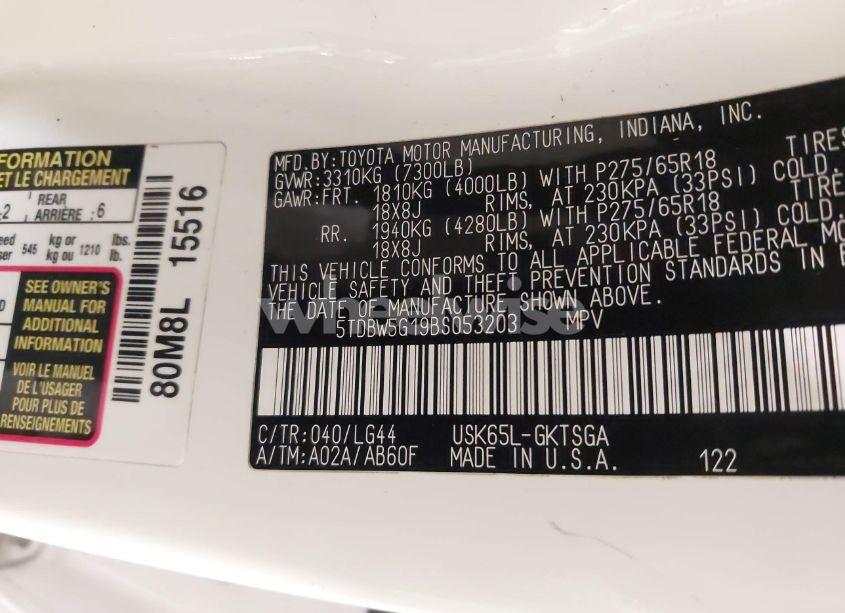 FORMATION
ET LE CHARGEMENT
2 REAR ARRIÈRE : 6
545 kg or kg ou 1210 lbs. lb.
SEE OWNER'S
MANUAL FOR
ADDITIONAL
INFORMATION
VOIR LE MANUEL
DE L'USAGER
POUR PLUS DE
RENSEIGNEMENTS
80M8L 15516
MFD. BY: TOYOTA MOTOR MANUFACTURING, INDIANA, INC.
GVWR: 3310KG (7300LB)
GAWR: FRT. 1810KG (4000LB) WITH P275/65R18 TIRES
18X8J RIMS, AT 230KPA (33PSI) COLD.
RR. 1940KG (4280LB) WITH P275/65R18 TIRE
18X8J RIMS, AT 230KPA (33PSI) COLD.
THIS VEHICLE CONFORMS TO ALL APPLICABLE FEDERAL MO
VEHICLE SAFETY AND THEFT PREVENTION STANDARDS IN E
THE DATE OF MANUFACTURE SHOWN ABOVE.
5TDBW5G19BS053203 MPV
C/TR: 040/LG44 USK65L-GKTSGA
A/TM: A02A/AB60F MADE IN U.S.A. 122